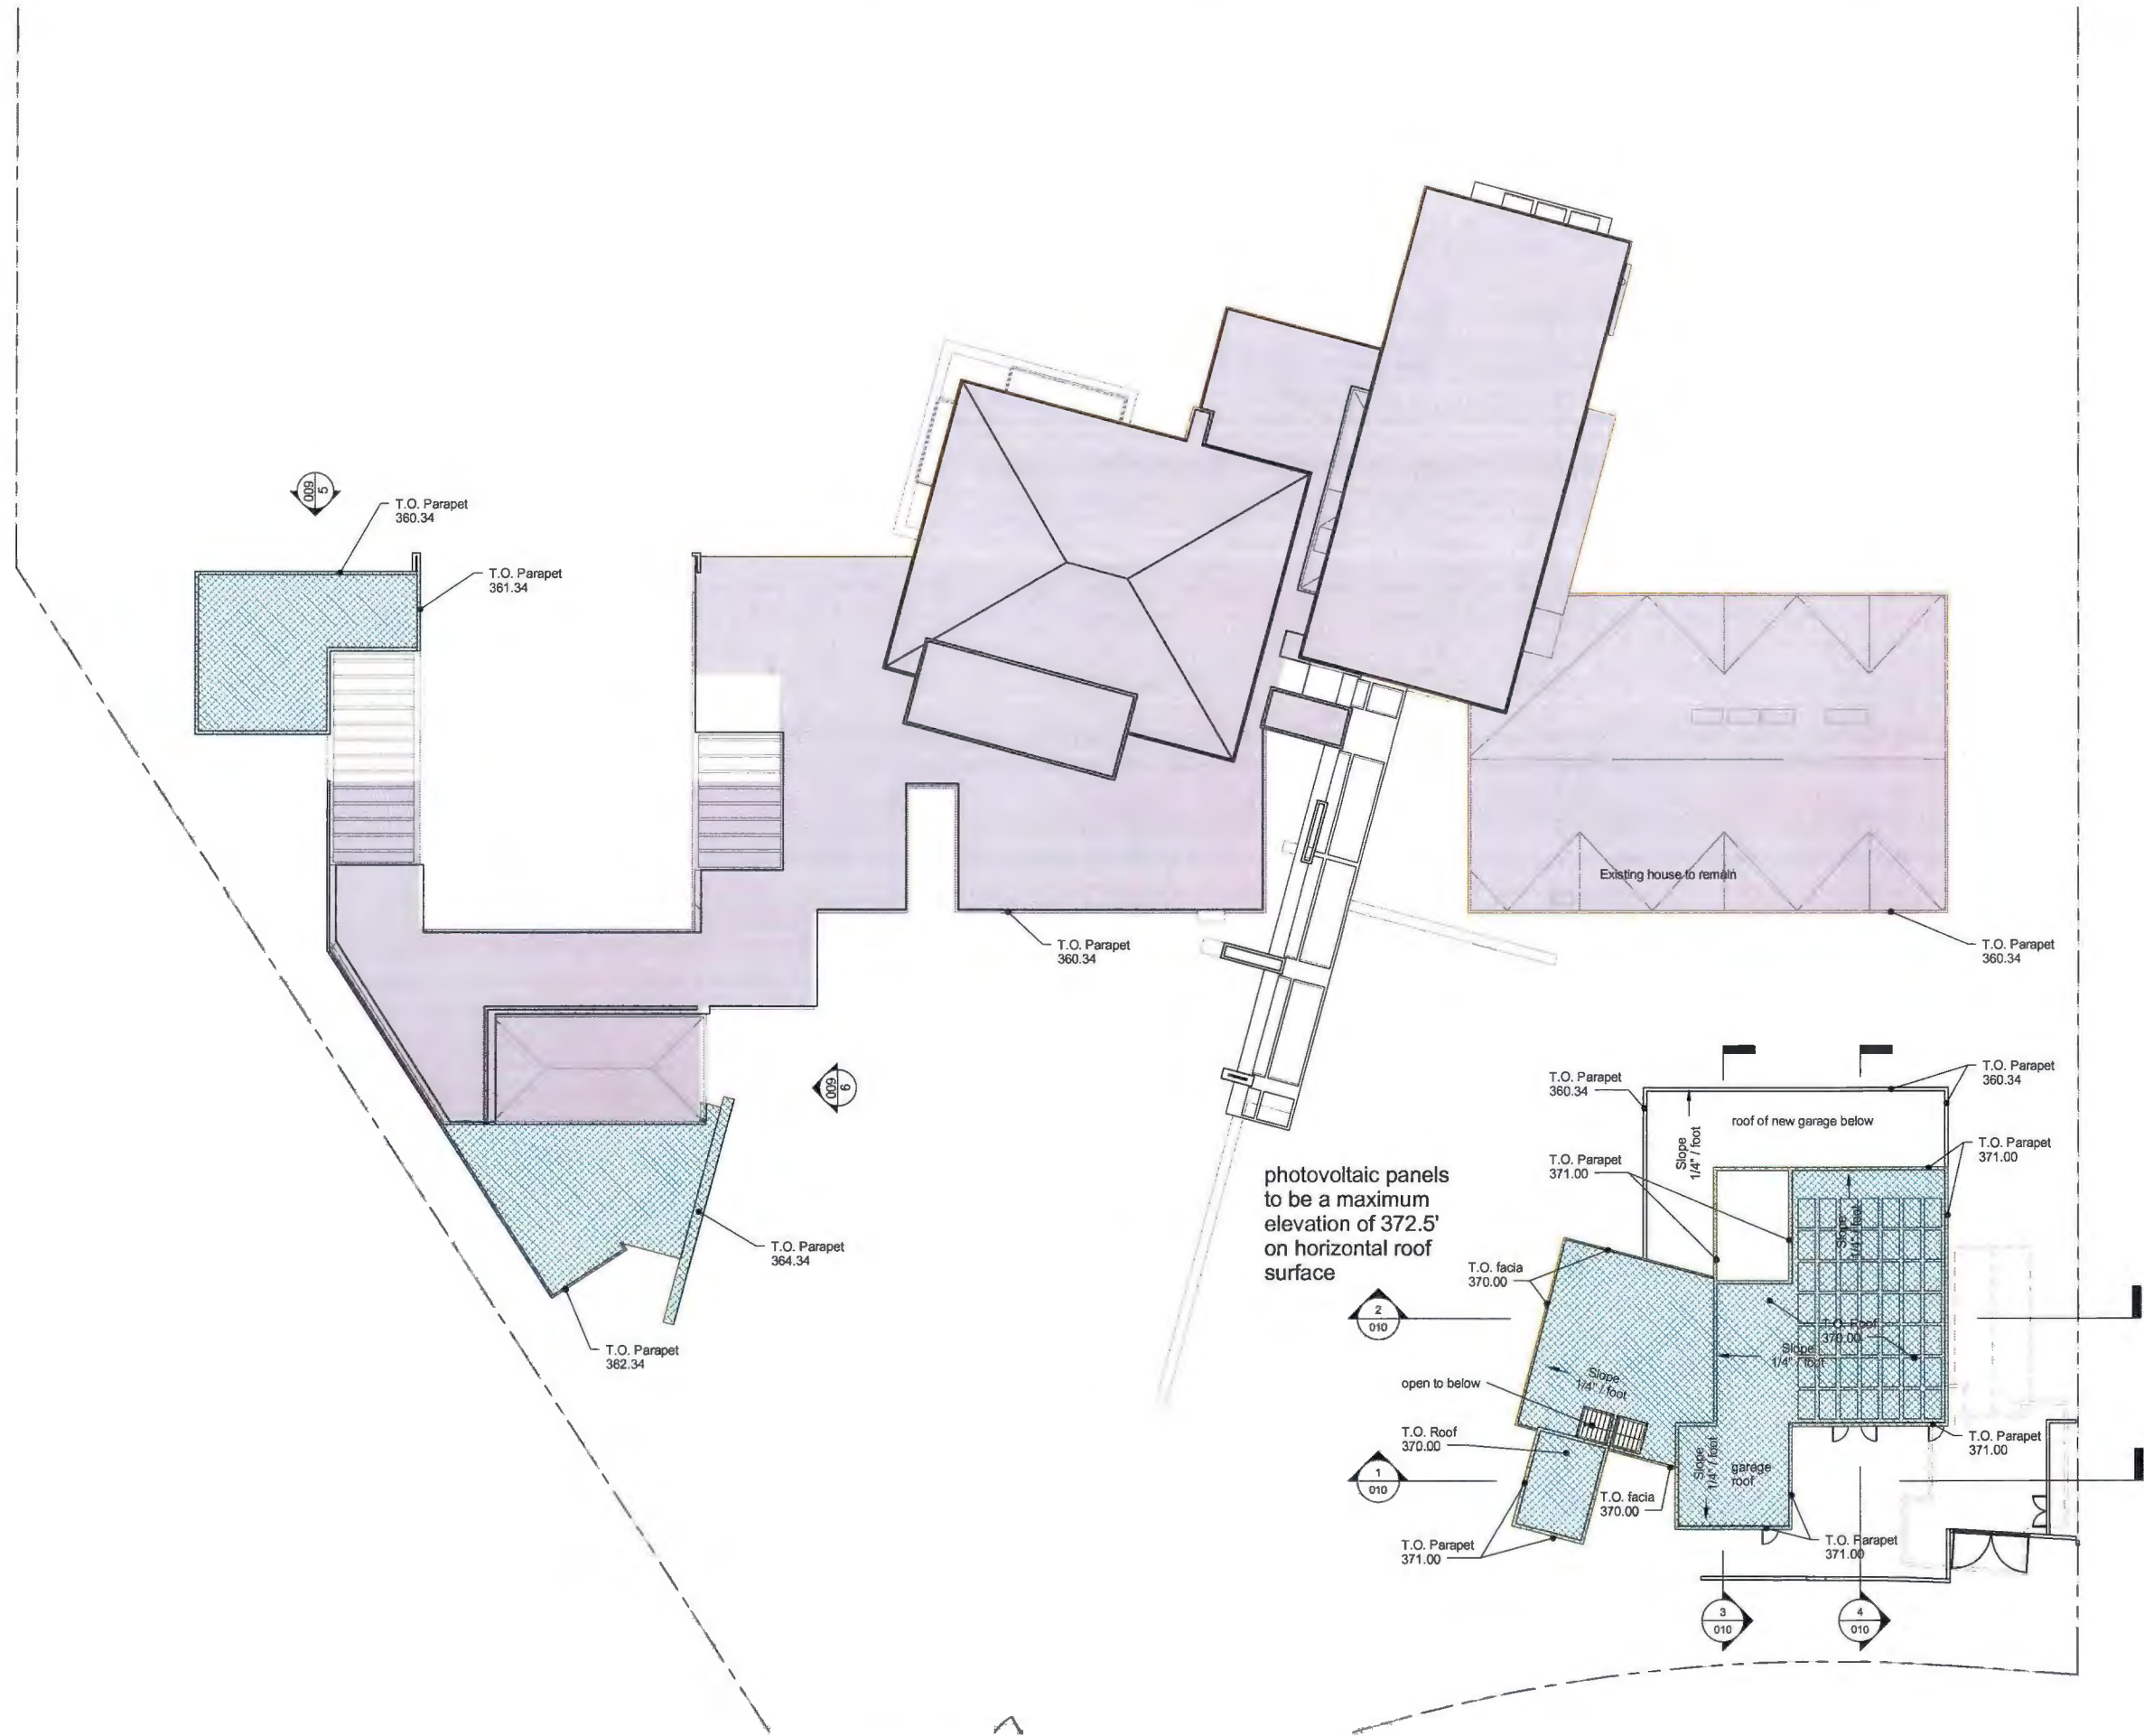 5
009
T.O. Parapet
360.34
T.O. Parapet
361.34
Existing house to remain
T.O. Parapet
360.34
T.O. Parapet
360.34
6
009
T.O. Parapet
360.34
T.O. Parapet
360.34
roof of new garage below
Slope
1/4" / foot
T.O. Parapet
371.00
T.O. Parapet
371.00
photovoltaic panels
to be a maximum
elevation of 372.5'
on horizontal roof
surface
Slope
1/4" / foot
T.O. Parapet
364.34
T.O. facia
370.00
2
010
T.O. Roof
370.00
T.O. Parapet
362.34
Slope
1/4" / foot
Slope
1/4" / foot
open to below
T.O. Roof
370.00
T.O. Parapet
371.00
Slope
1/4" / foot
garage
roof
1
010
T.O. facia
370.00
T.O. Parapet
371.00
T.O. Parapet
371.00
3
010
4
010